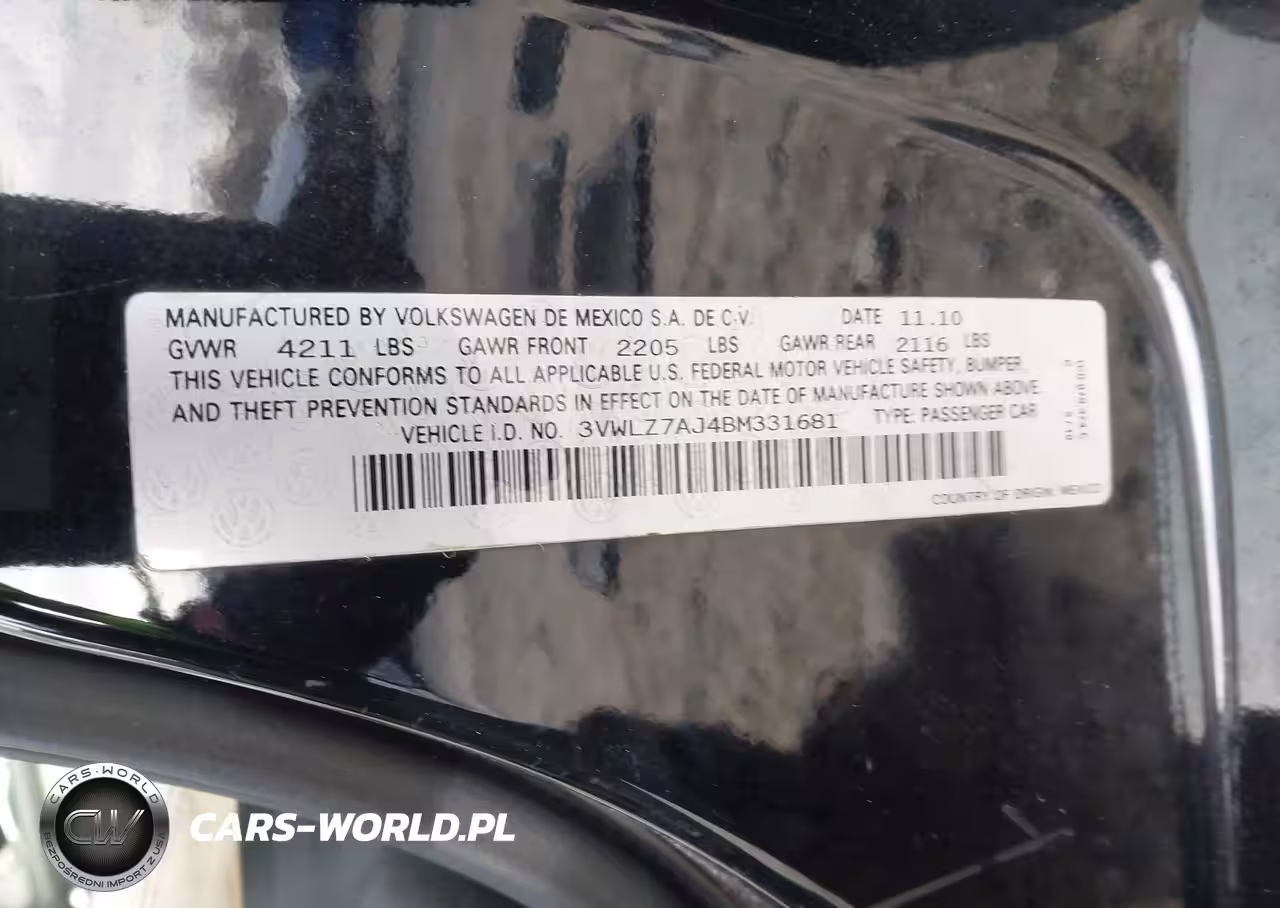 MANUFACTURED BY VOLKSWAGEN DE MEXICO S.A. DE C.V. DATE 11.10
GVWR 4211 LBS GAWR FRONT 2205 LBS GAWR REAR 2116 LBS
THIS VEHICLE CONFORMS TO ALL APPLICABLE U.S. FEDERAL MOTOR VEHICLE SAFETY, BUMPER,
AND THEFT PREVENTION STANDARDS IN EFFECT ON THE DATE OF MANUFACTURE SHOWN ABOVE.
VEHICLE I.D. NO. 3VWLZ7AJ4BM331681 TYPE: PASSENGER CAR
COUNTRY OF ORIGIN: MEXICO
CARS-WORLD
CW
BEZPOŚREDNI IMPORT Z USA
CARS-WORLD.PL